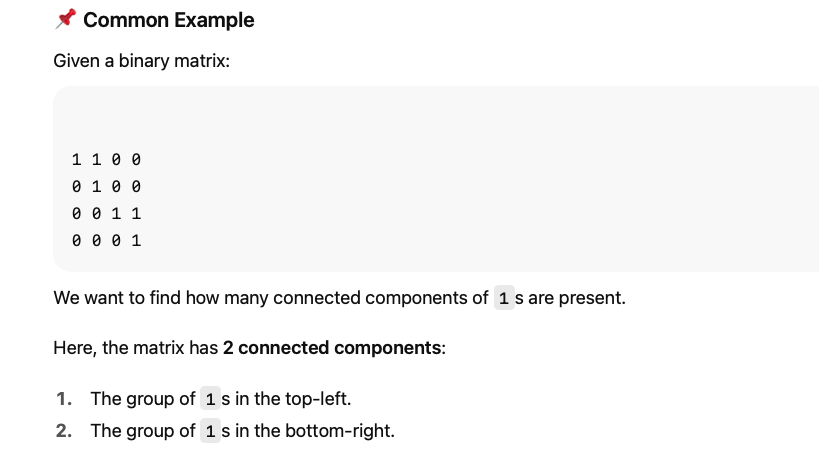 📌 Common Example
Given a binary matrix:
1 1 0 0
0 1 0 0
0 0 1 1
0 0 0 1
We want to find how many connected components of 1 s are present.
Here, the matrix has 2 connected components:
1. The group of 1 s in the top-left.
2. The group of 1 s in the bottom-right.